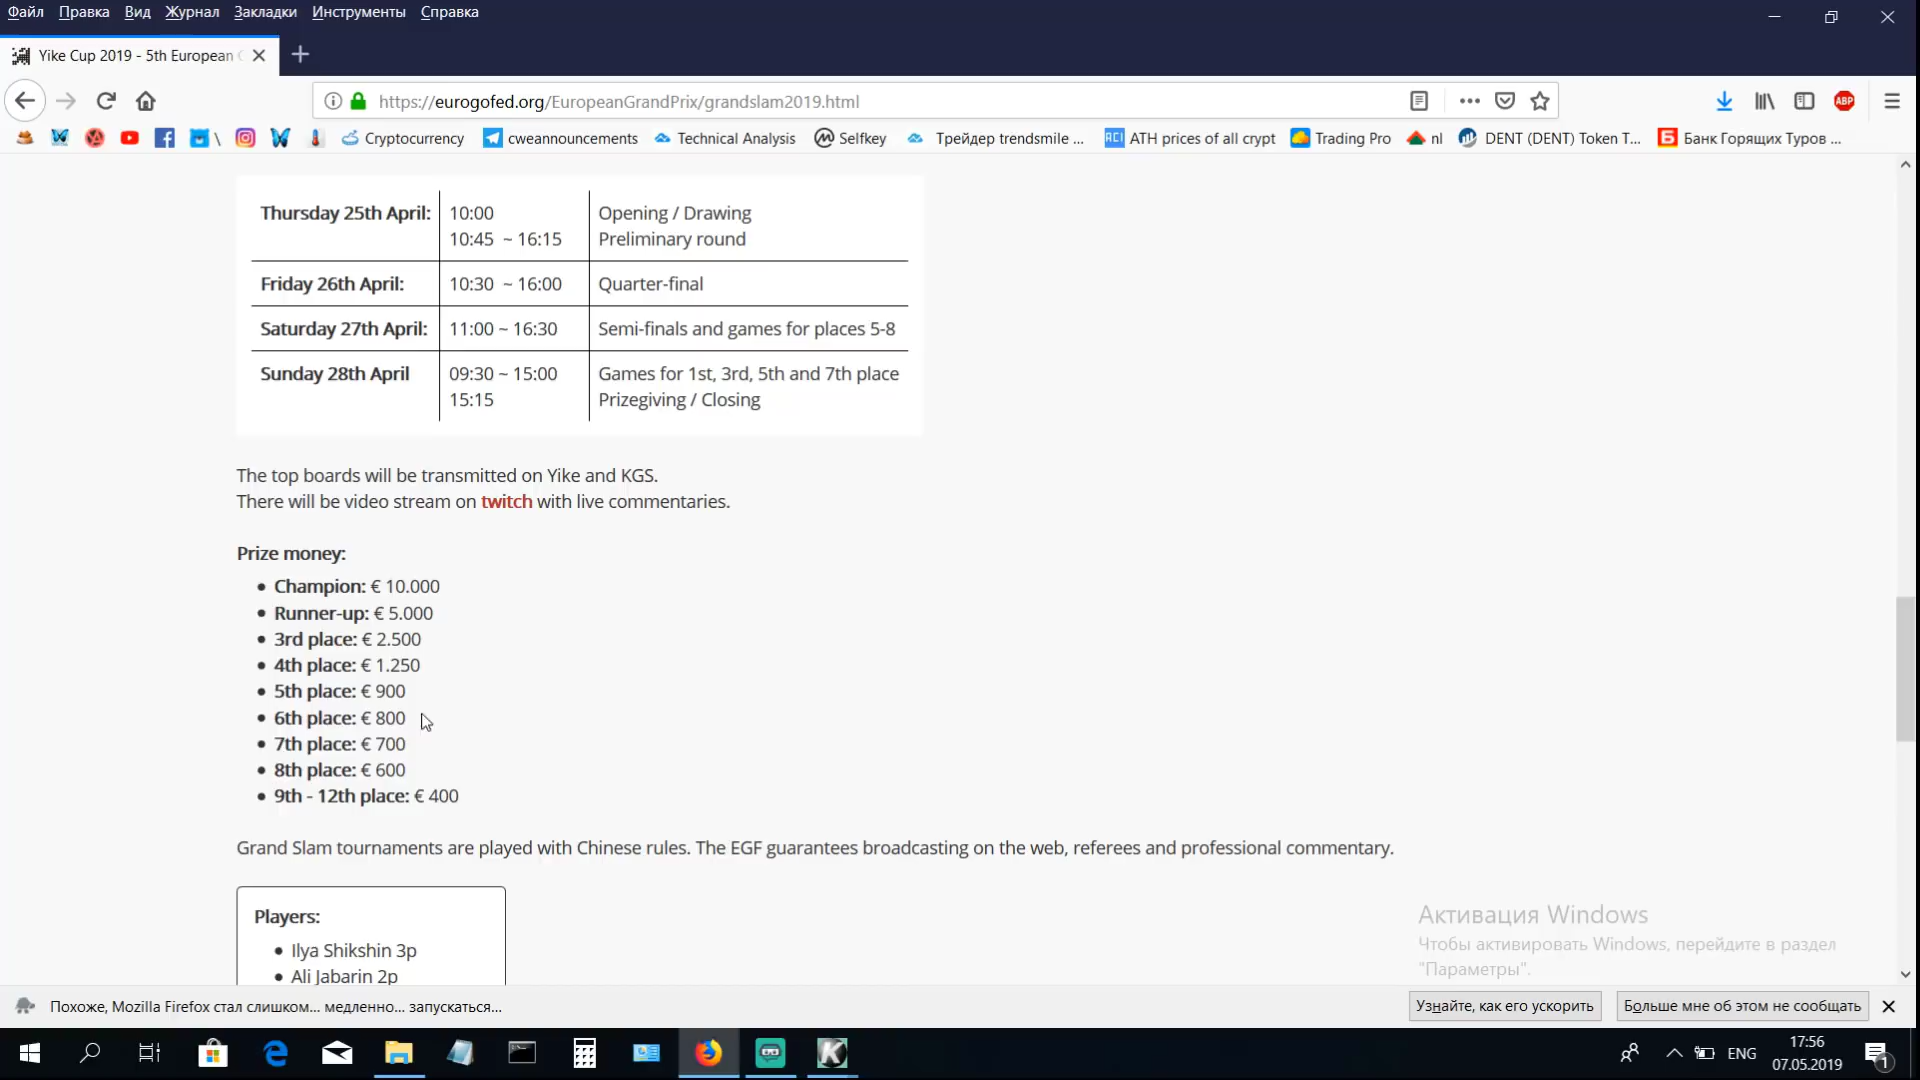 Файл Правка Вид Журнал Закладки Инструменты Справка
Yike Cup 2019 - 5th European
https://eurogofed.org/EuropeanGrandPrix/grandslam2019.html
ABP
Cryptocurrency cweannouncements Technical Analysis Selfkey Трейдер trendsmile ... ATH prices of all crypt Trading Pro nl DENT (DENT) Token T... Банк Горящих Туров ...
Thursday 25th April: 10:00 Opening / Drawing
10:45 ~ 16:15 Preliminary round
Friday 26th April: 10:30 ~ 16:00 Quarter-final
Saturday 27th April: 11:00 ~ 16:30 Semi-finals and games for places 5-8
Sunday 28th April 09:30 ~ 15:00 Games for 1st, 3rd, 5th and 7th place
15:15 Prizegiving / Closing
The top boards will be transmitted on Yike and KGS.
There will be video stream on twitch with live commentaries.
Prize money:
• Champion: € 10.000
• Runner-up: € 5.000
• 3rd place: € 2.500
• 4th place: € 1.250
• 5th place: € 900
• 6th place: € 800
• 7th place: € 700
• 8th place: € 600
• 9th - 12th place: € 400
Grand Slam tournaments are played with Chinese rules. The EGF guarantees broadcasting on the web, referees and professional commentary.
Players:
• Ilya Shikshin 3p
• Ali Jabarin 2p
Активация Windows
Чтобы активировать Windows, перейдите в раздел
"Параметры".
Похоже, Mozilla Firefox стал слишком... медленно... запускаться...
Узнайте, как его ускорить
Больше мне об этом не сообщать
ENG
17:56
07.05.2019
1